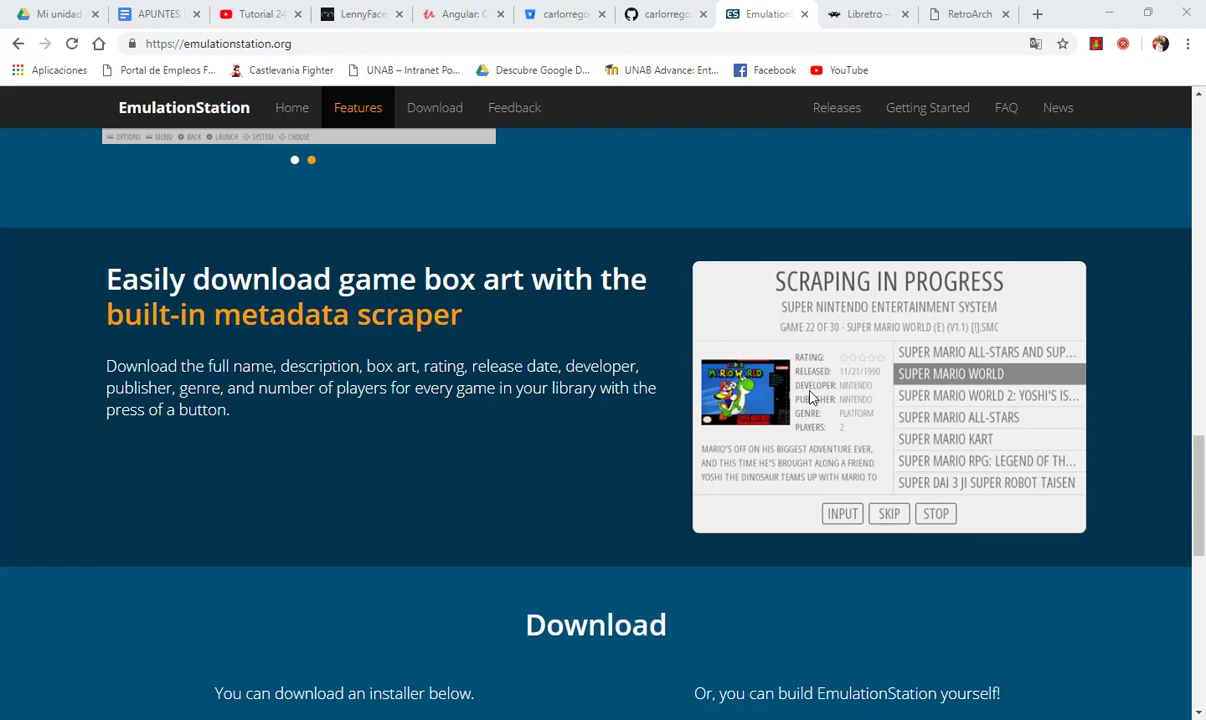 Mi unidad
APUNTES
Tutorial 24
LennyFace
Angular: C
carlorrego
carlorrego
EmulationS
Libretro –
RetroArch
https://emulationstation.org
Aplicaciones
Portal de Empleos F...
Castlevania Fighter
UNAB – Intranet Po...
Descubre Google D...
UNAB Advance: Ent...
Facebook
YouTube
EmulationStation
Home
Features
Download
Feedback
Releases
Getting Started
FAQ
News
OPTIONS MENU BACK LAUNCH SYSTEM CHOOSE
Easily download game box art with the
built-in metadata scraper
Download the full name, description, box art, rating, release date, developer,
publisher, genre, and number of players for every game in your library with the
press of a button.
SCRAPING IN PROGRESS
SUPER NINTENDO ENTERTAINMENT SYSTEM
GAME 22 OF 30 - SUPER MARIO WORLD (E) (V1.1) [!].SMC
RATING:
RELEASED: 11/21/1990
DEVELOPER: NINTENDO
PUBLISHER: NINTENDO
GENRE: PLATFORM
PLAYERS: 2
MARIO'S OFF ON HIS BIGGEST ADVENTURE EVER,
AND THIS TIME HE'S BROUGHT ALONG A FRIEND.
YOSHI THE DINOSAUR TEAMS UP WITH MARIO TO
SUPER MARIO ALL-STARS AND SUP...
SUPER MARIO WORLD
SUPER MARIO WORLD 2: YOSHI'S IS...
SUPER MARIO ALL-STARS
SUPER MARIO KART
SUPER MARIO RPG: LEGEND OF TH...
SUPER DAI 3 JI SUPER ROBOT TAISEN
INPUT
SKIP
STOP
Download
You can download an installer below.
Or, you can build EmulationStation yourself!